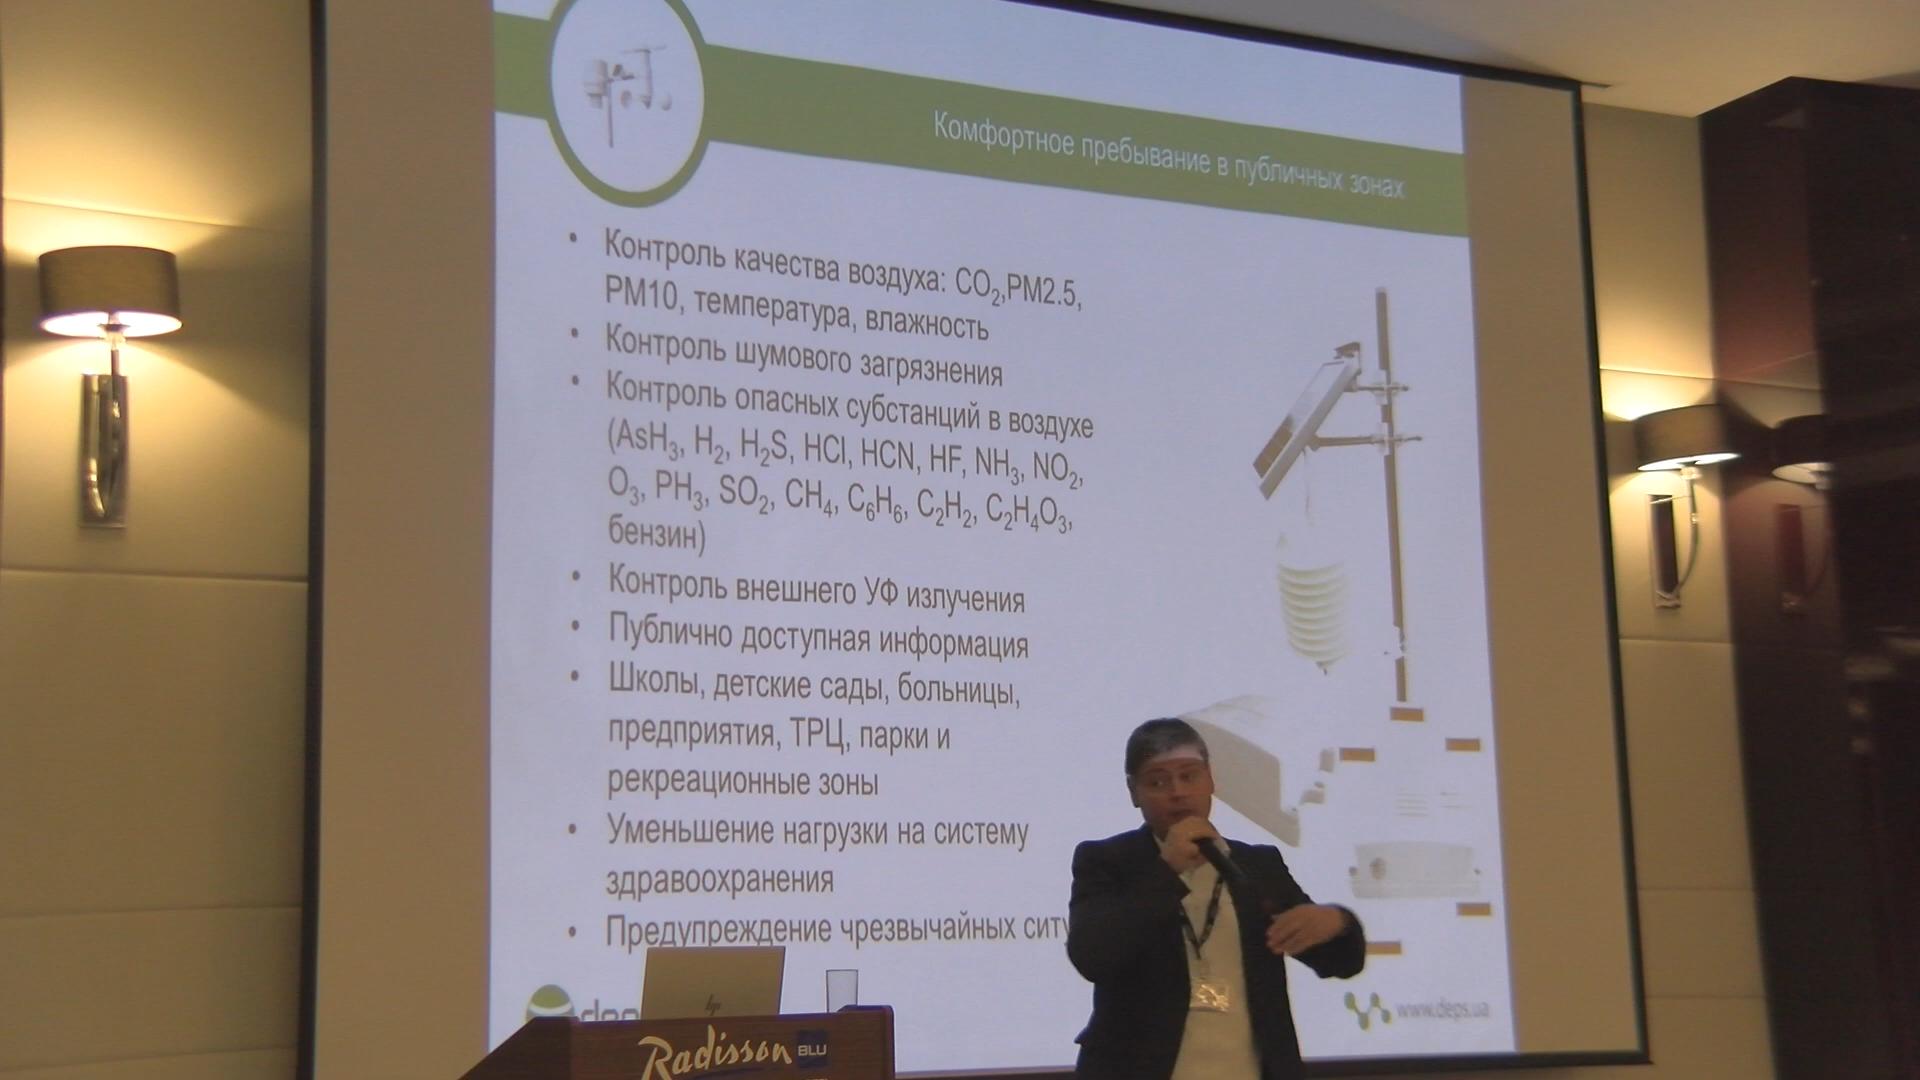 Комфортное пребывание в публичных зонах
• Контроль качества воздуха: CO₂,PM2.5,
PM10, температура, влажность
• Контроль шумового загрязнения
• Контроль опасных субстанций в воздухе
(AsH₃, H₂, H₂S, HCl, HCN, HF, NH₃, NO₂,
O₃, PH₃, SO₂, CH₄, C₆H₆, C₂H₂, C₂H₄O₃,
бензин)
• Контроль внешнего УФ излучения
• Публично доступная информация
• Школы, детские сады, больницы,
предприятия, ТРЦ, парки и
рекреационные зоны
• Уменьшение нагрузки на систему
здравоохранения
• Предупреждение чрезвычайных ситу
hp
www.deps.ua
Radisson BLU